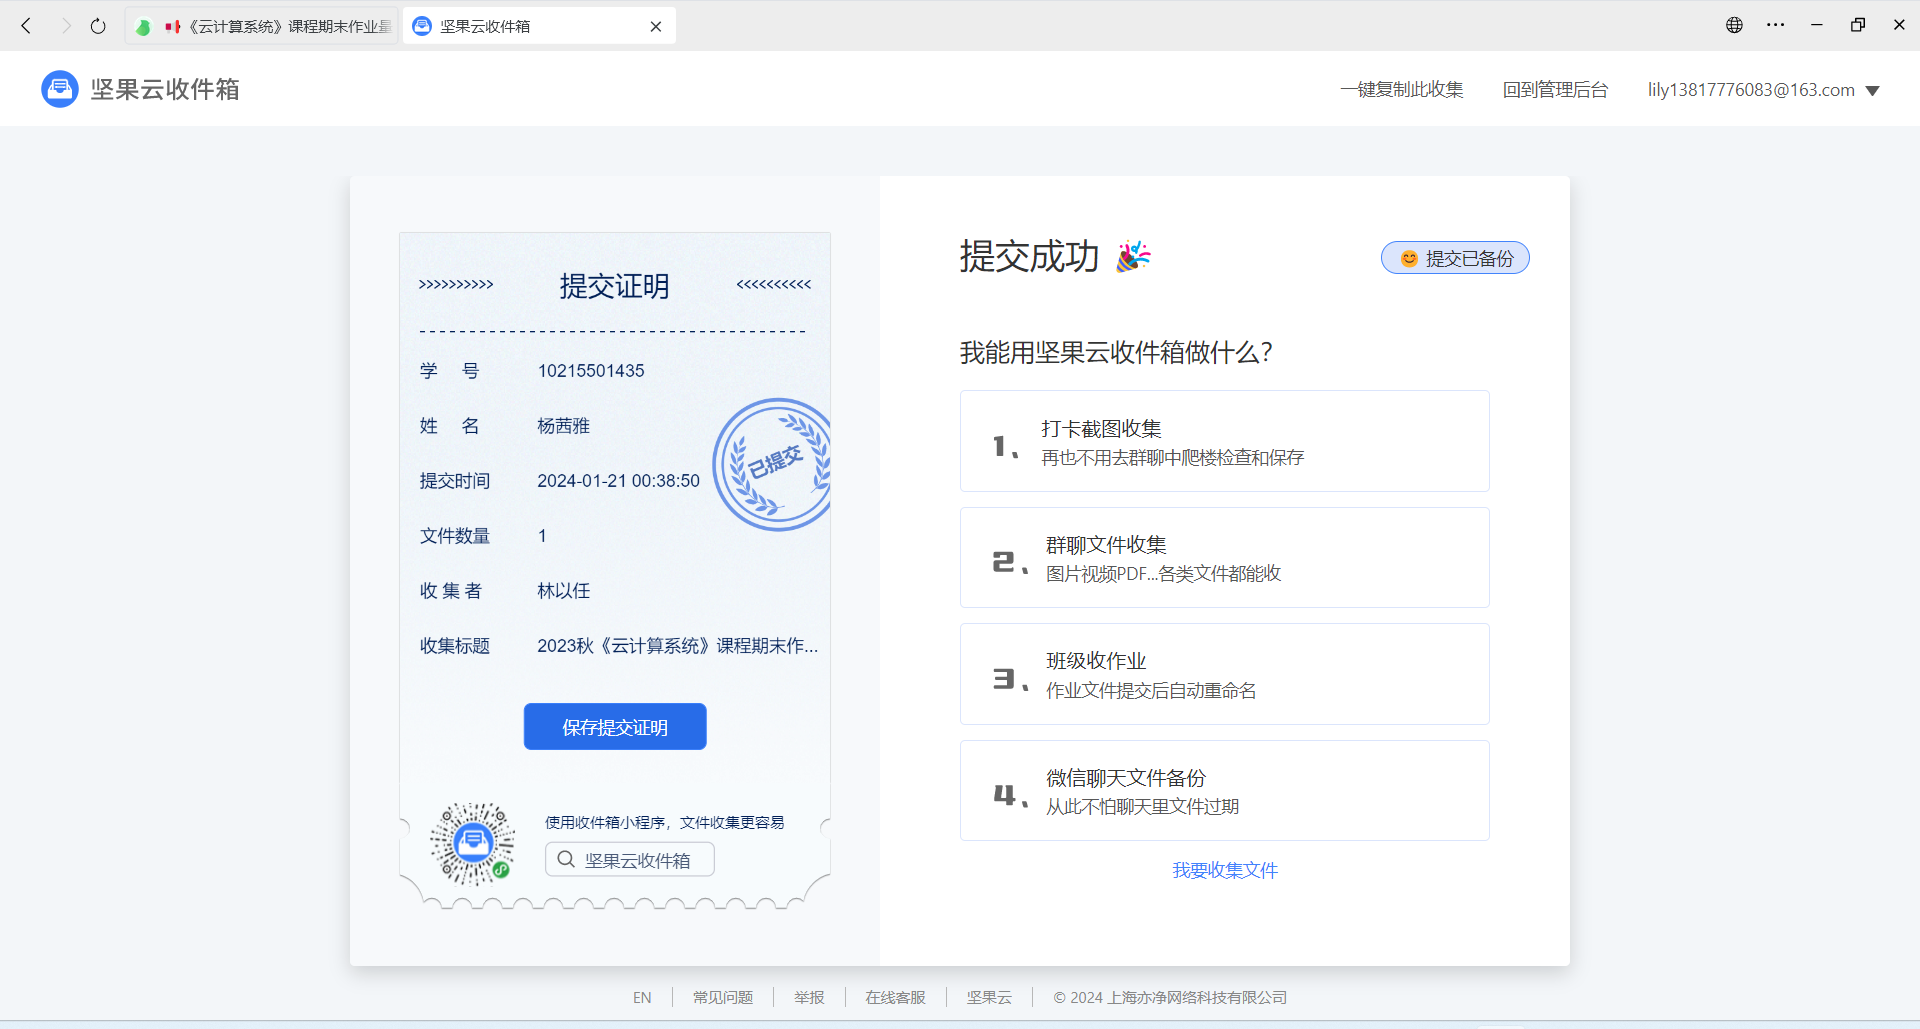 《云计算系统》课程期末作业量
坚果云收件箱
坚果云收件箱
一键复制此收集
回到管理后台
lily13817776083@163.com
>>>>>>>>>>
提交证明
<<<<<<<<<<
学 号
10215501435
姓 名
杨茜雅
提交时间
2024-01-21 00:38:50
已提交
文件数量
1
收 集 者
林以任
收集标题
2023秋《云计算系统》课程期末作...
保存提交证明
使用收件箱小程序，文件收集更容易
坚果云收件箱
提交成功
提交已备份
我能用坚果云收件箱做什么？
1、
打卡截图收集
再也不用去群聊中爬楼检查和保存
2、
群聊文件收集
图片视频PDF...各类文件都能收
3、
班级收作业
作业文件提交后自动重命名
4、
微信聊天文件备份
从此不怕聊天里文件过期
我要收集文件
EN
常见问题
举报
在线客服
坚果云
© 2024 上海亦净网络科技有限公司